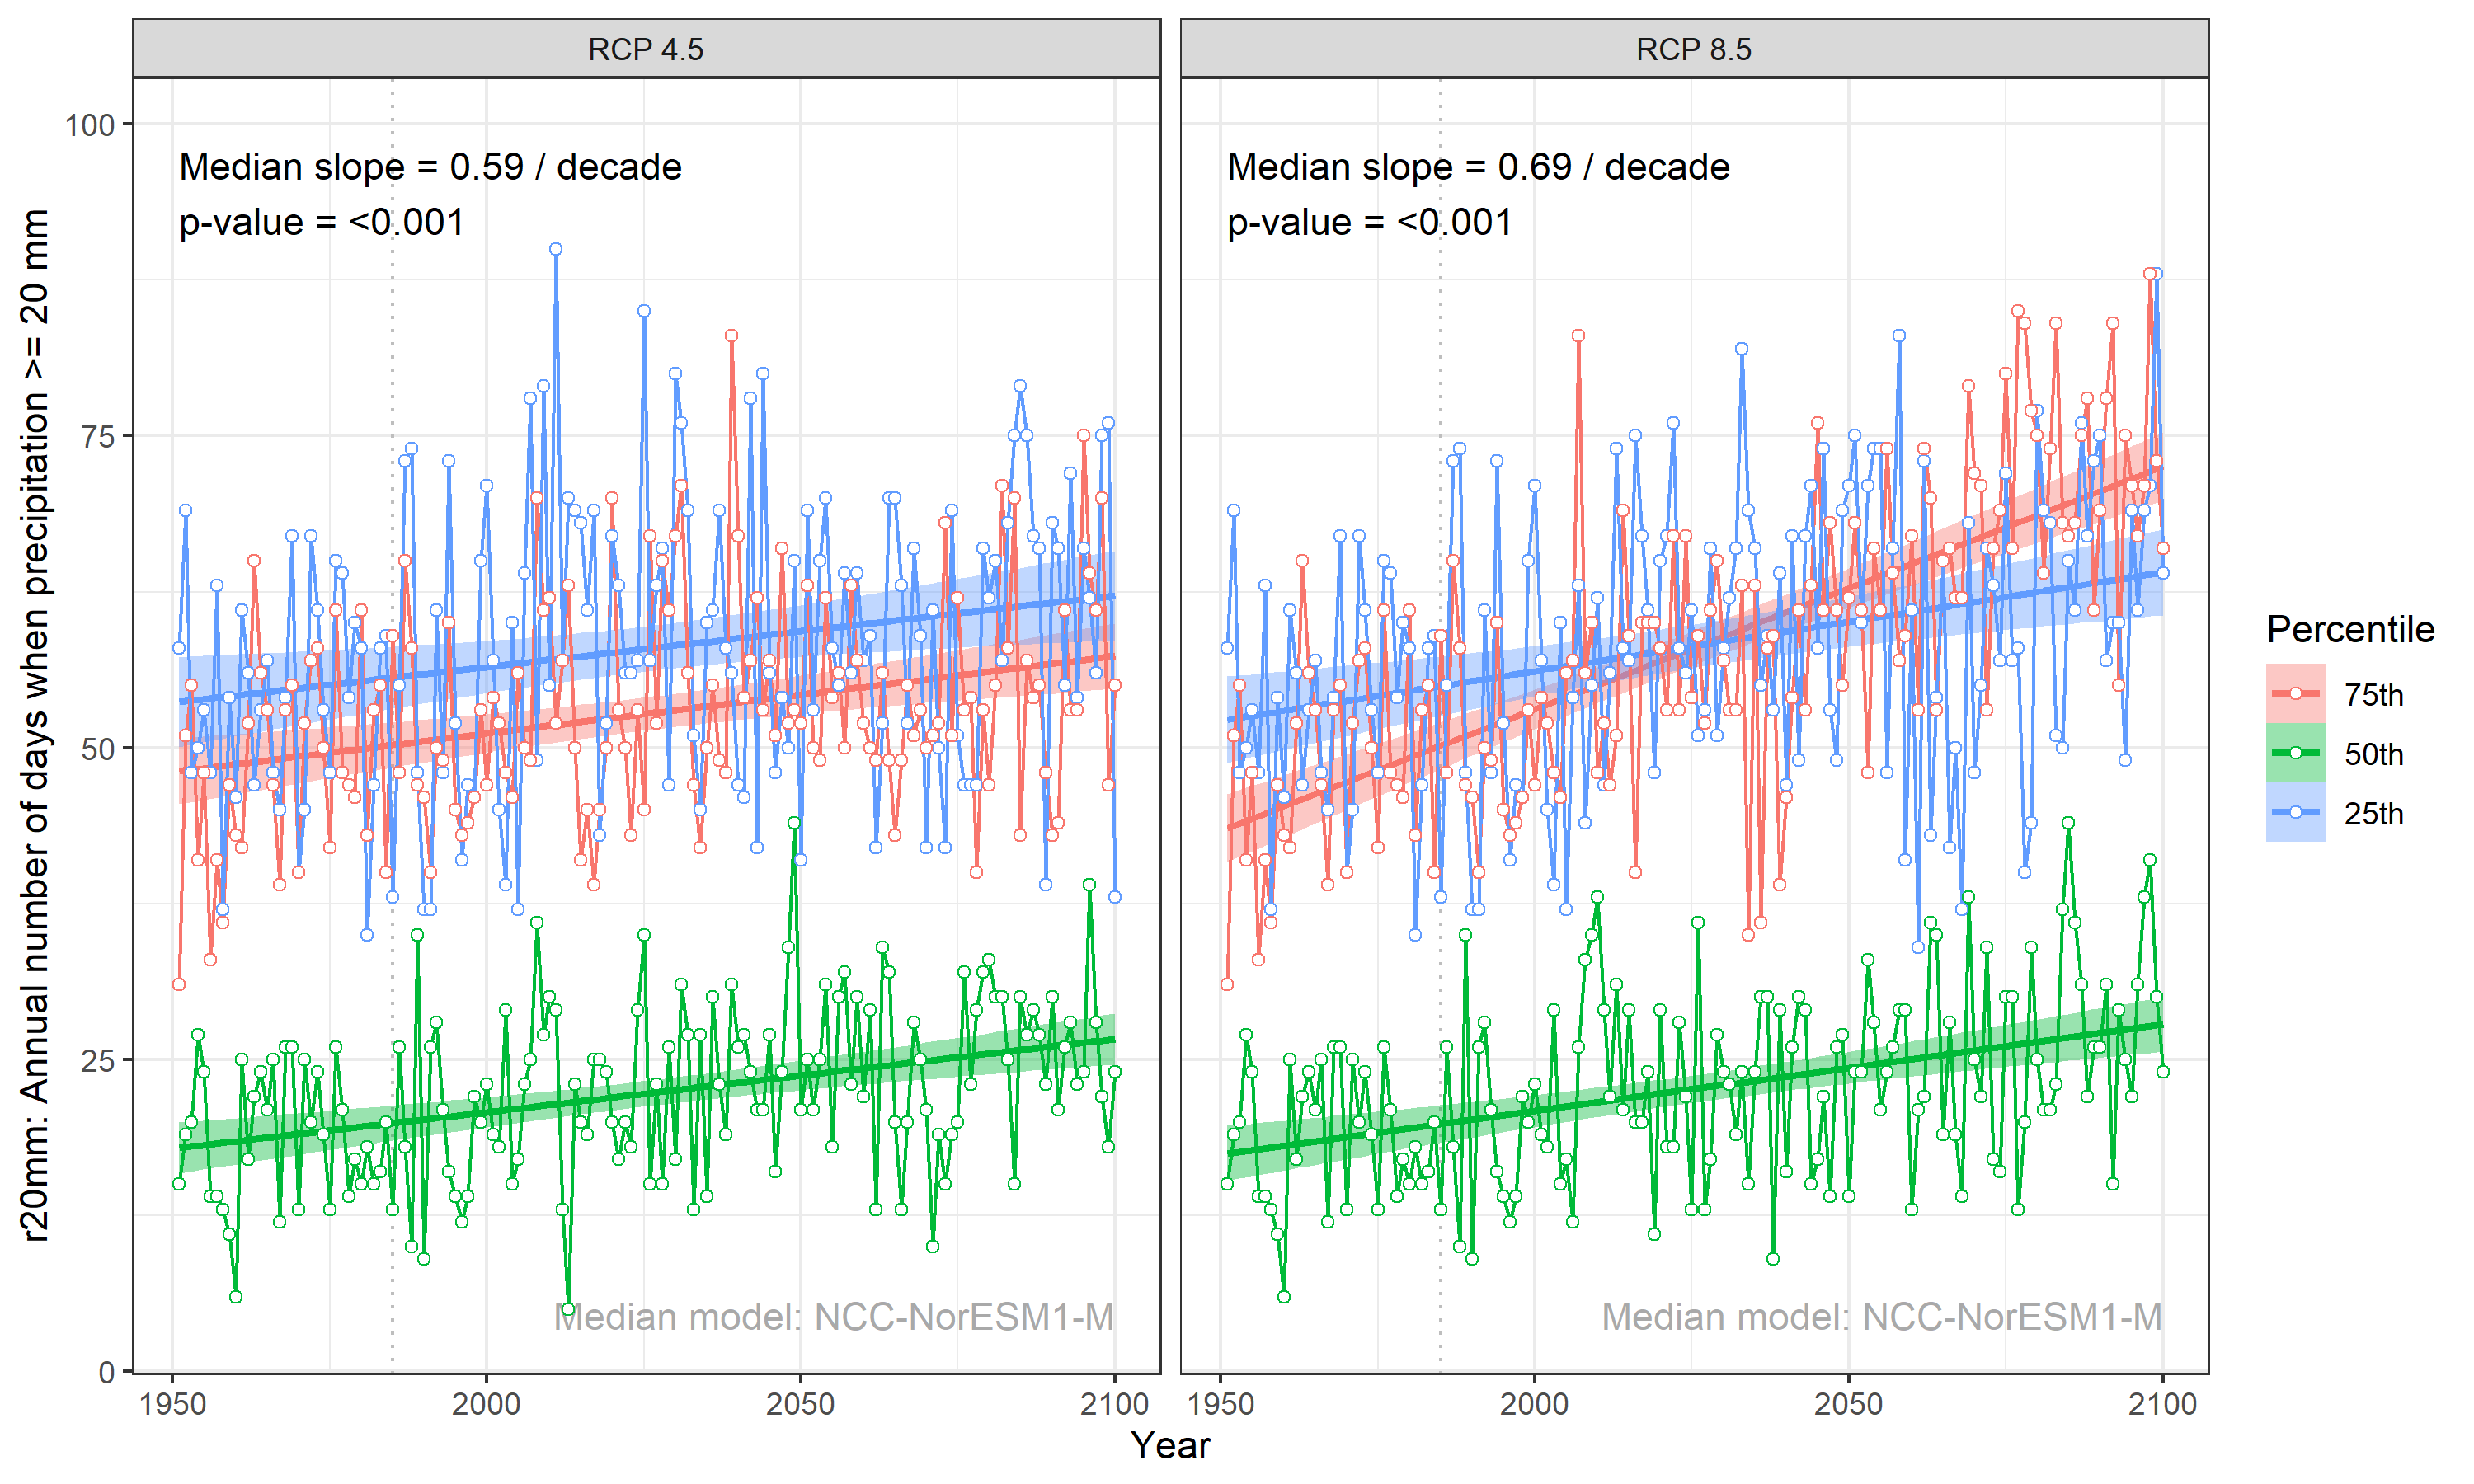 RCP 4.5
RCP 8.5
Median slope = 0.59 / decade
p-value = <0.001
Median slope = 0.69 / decade
p-value = <0.001
r20mm: Annual number of days when precipitation >= 20 mm
100
75
50
25
0
Median model: NCC-NorESM1-M
Median model: NCC-NorESM1-M
1950
2000
2050
2100
1950
2000
2050
2100
Year
Percentile
75th
50th
25th